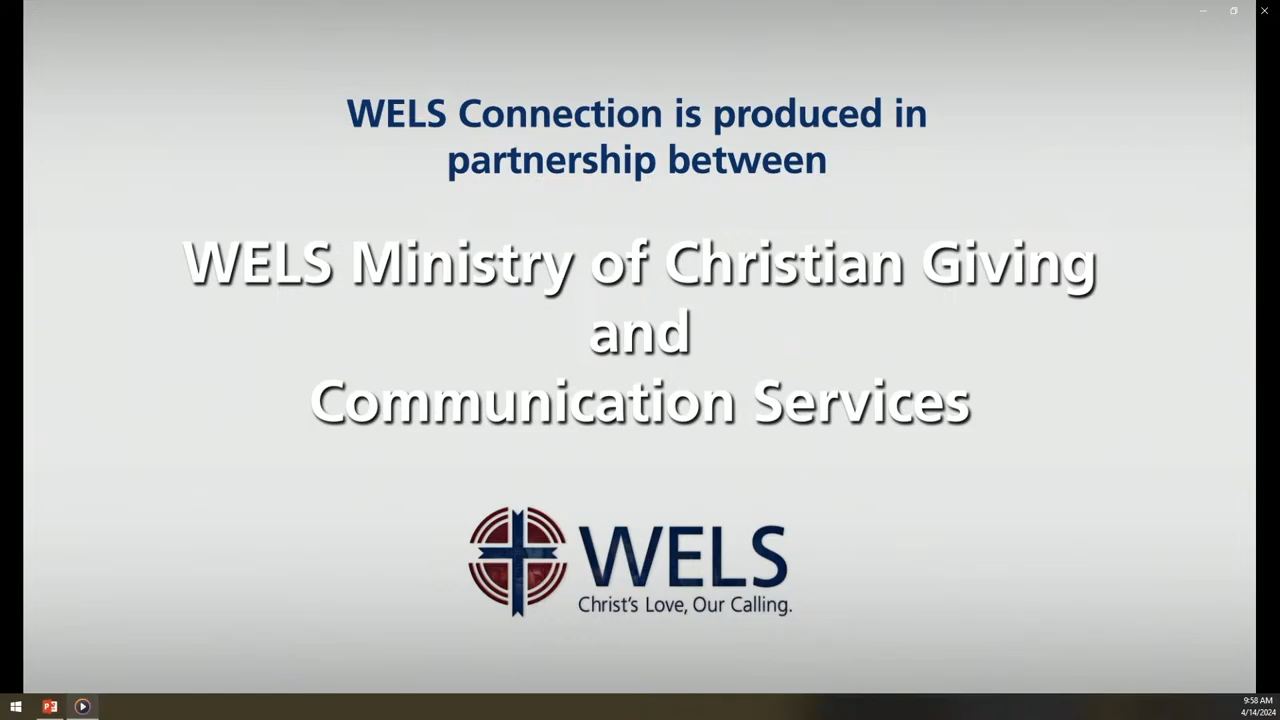 WELS Connection is produced in
partnership between
WELS Ministry of Christian Giving
and
Communication Services
WELS
Christ's Love, Our Calling.
9:58 AM
4/14/2024